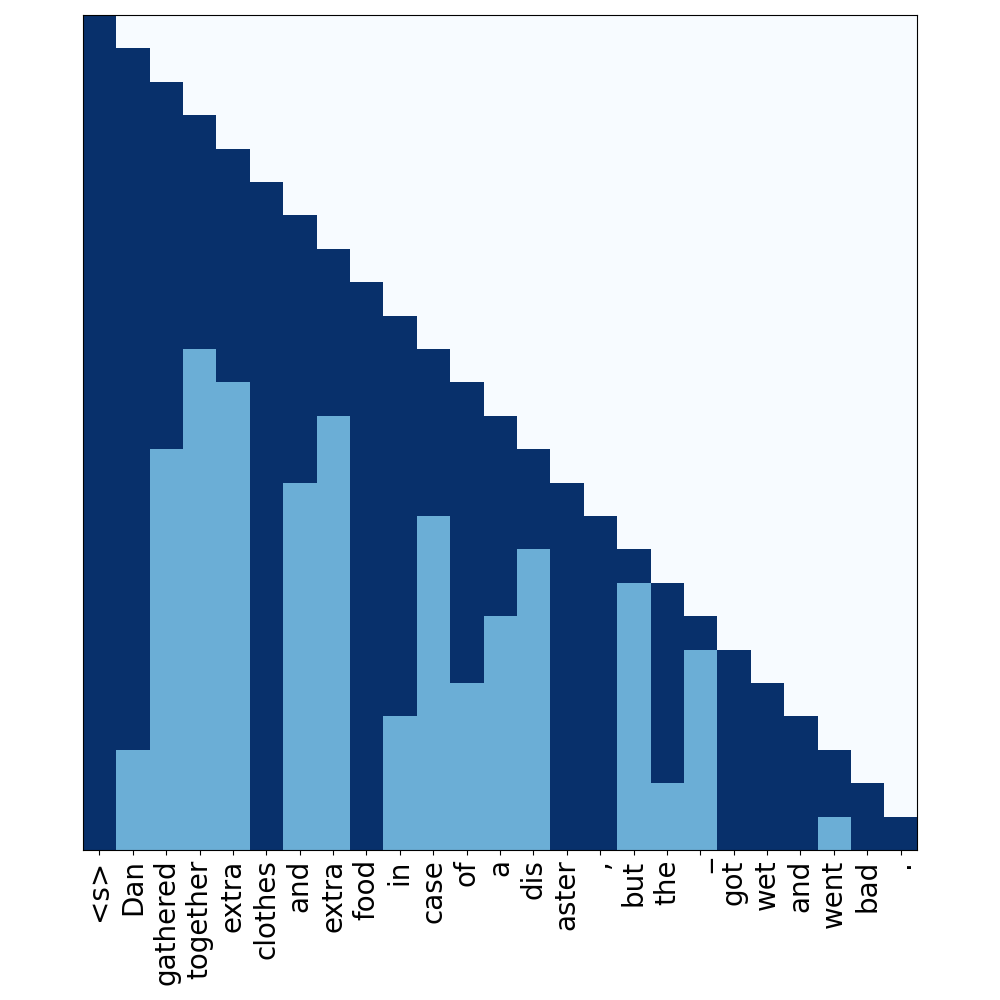 <s>
Dan
gathered
together
extra
clothes
and
extra
food
in
case
of
a
dis
aster
,
but
the
_
got
wet
and
went
bad
.